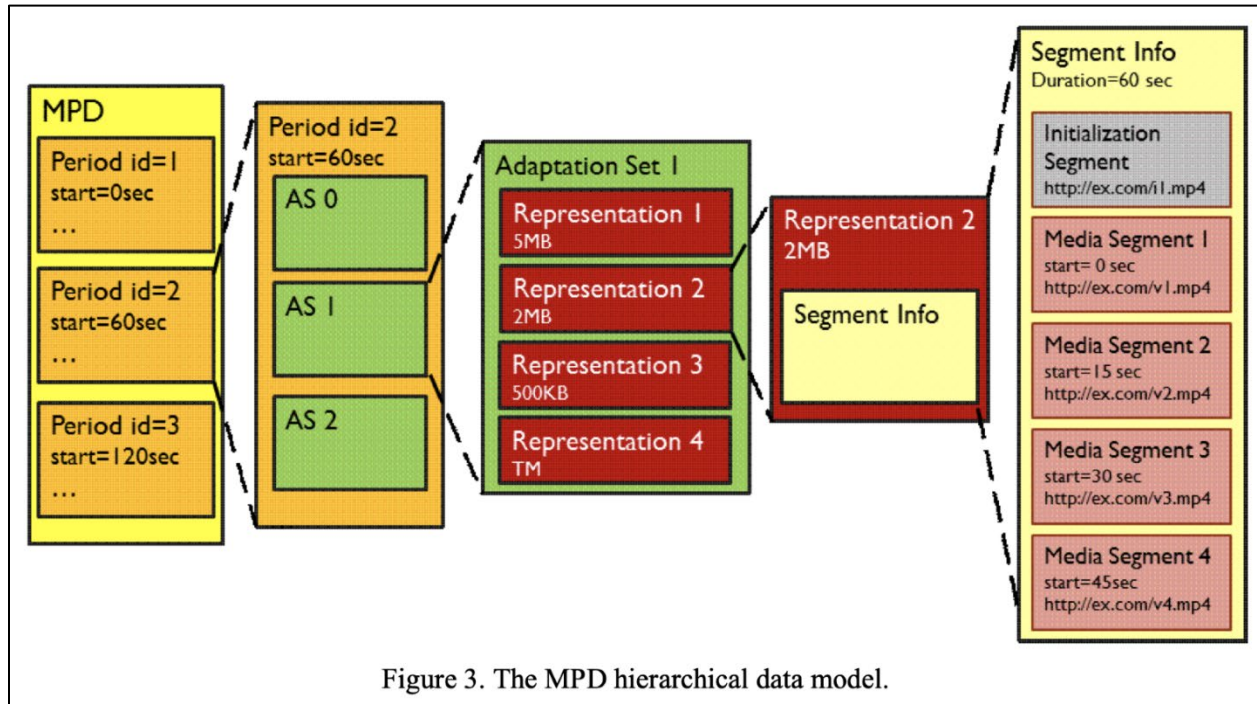 MPD
Period id=1
start=0sec
...
Period id=2
start=60sec
...
Period id=3
start=120sec
...
Period id=2
start=60sec
AS 0
AS 1
AS 2
Adaptation Set 1
Representation 1
5MB
Representation 2
2MB
Representation 3
500KB
Representation 4
TM
Representation 2
2MB
Segment Info
Segment Info
Duration=60 sec
Initialization
Segment
http://ex.com/i1.mp4
Media Segment 1
start= 0 sec
http://ex.com/v1.mp4
Media Segment 2
start=15 sec
http://ex.com/v2.mp4
Media Segment 3
start=30 sec
http://ex.com/v3.mp4
Media Segment 4
start=45sec
http://ex.com/v4.mp4
Figure 3. The MPD hierarchical data model.